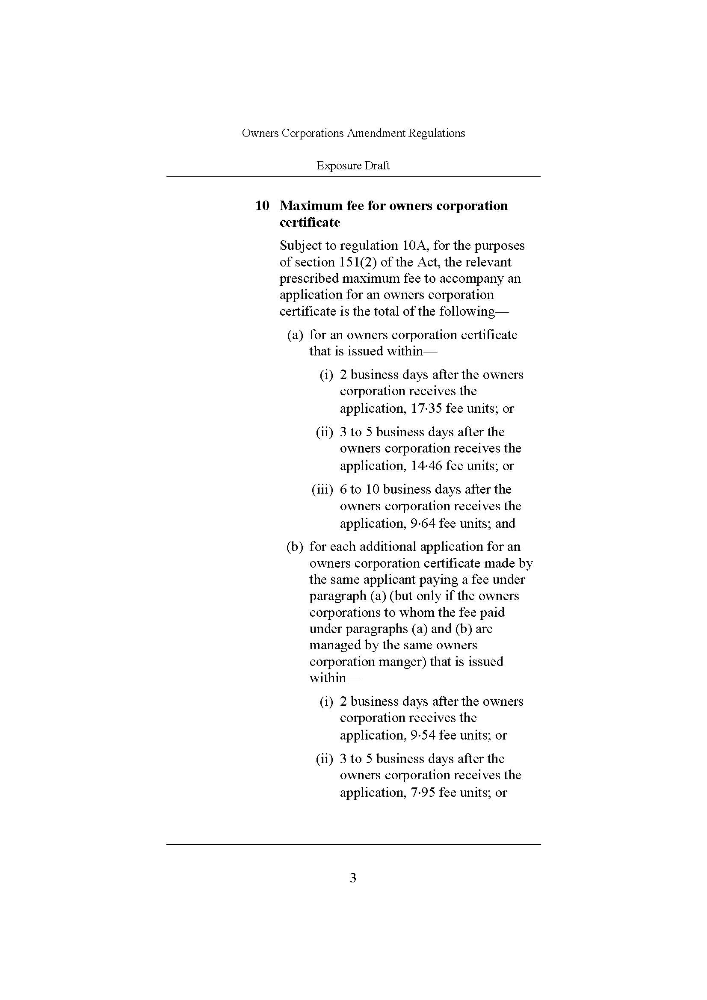 Owners Corporations Amendment Regulations
Exposure Draft
10 Maximum fee for owners corporation
certificate
Subject to regulation 10A, for the purposes
of section 151(2) of the Act, the relevant
prescribed maximum fee to accompany an
application for an owners corporation
certificate is the total of the following—
(a) for an owners corporation certificate
that is issued within—
(i) 2 business days after the owners
corporation receives the
application, 17·35 fee units; or
(ii) 3 to 5 business days after the
owners corporation receives the
application, 14·46 fee units; or
(iii) 6 to 10 business days after the
owners corporation receives the
application, 9·64 fee units; and
(b) for each additional application for an
owners corporation certificate made by
the same applicant paying a fee under
paragraph (a) (but only if the owners
corporations to whom the fee paid
under paragraphs (a) and (b) are
managed by the same owners
corporation manger) that is issued
within—
(i) 2 business days after the owners
corporation receives the
application, 9·54 fee units; or
(ii) 3 to 5 business days after the
owners corporation receives the
application, 7·95 fee units; or
3